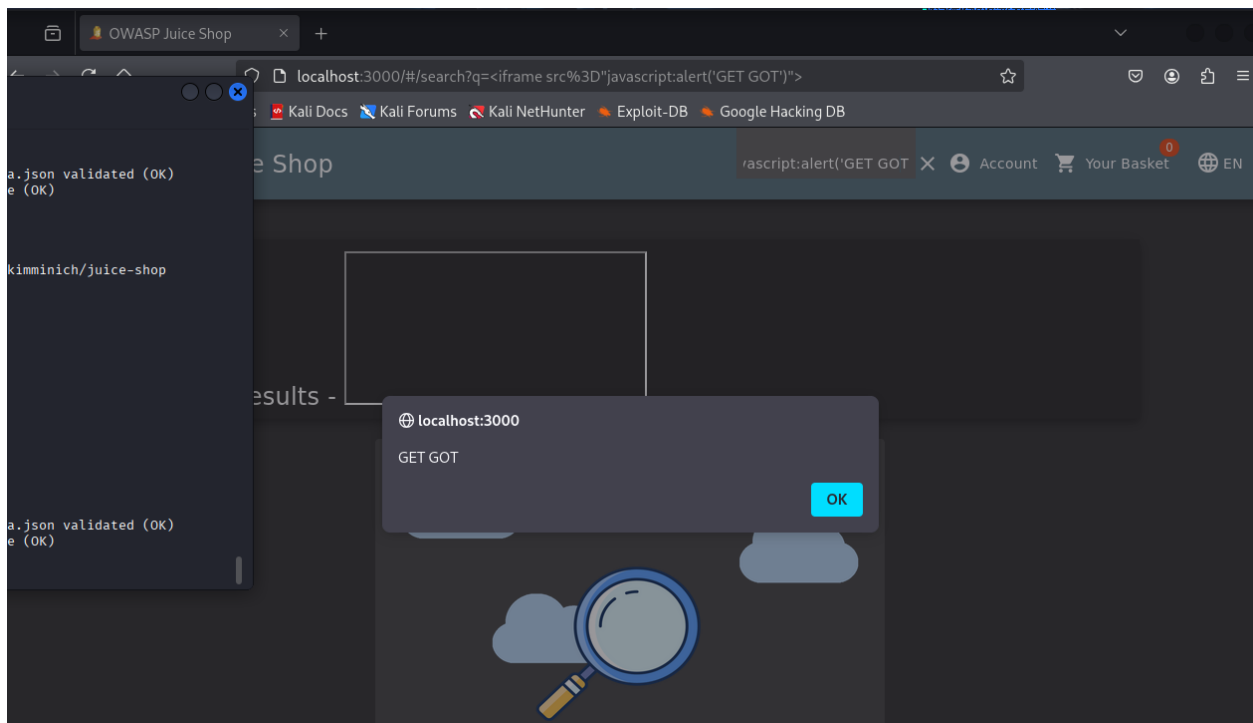 OWASP Juice Shop
localhost:3000/#/search?q=<iframe src%3D"javascript:alert('GET GOT')">
Kali Docs Kali Forums Kali NetHunter Exploit-DB Google Hacking DB
e Shop
vascript:alert('GET GOT
Account
Your Basket
0
EN
a.json validated (OK)
e (OK)
kimminich/juice-shop
esults -
localhost:3000
GET GOT
OK
a.json validated (OK)
e (OK)